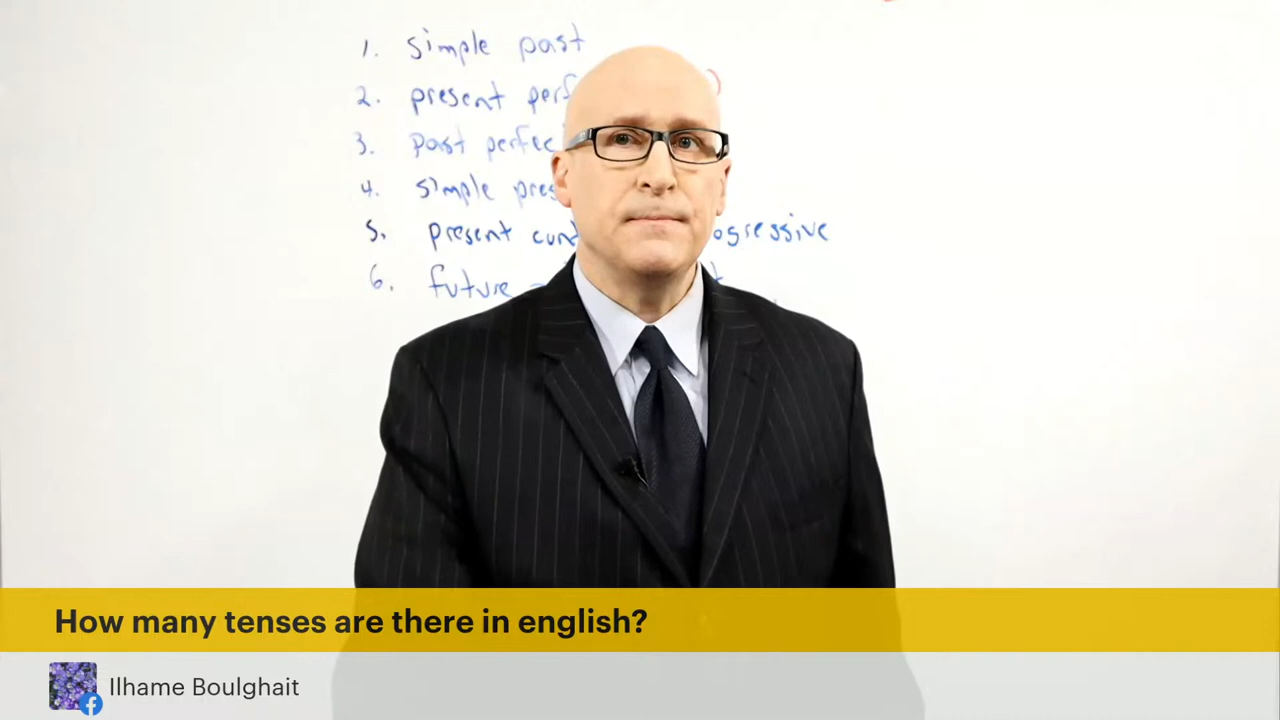 1. simple past
2. present perf
3. past perfec
4. simple pres
5. present cont ogressive
6. future -
How many tenses are there in english?
Ilhame Boulghait